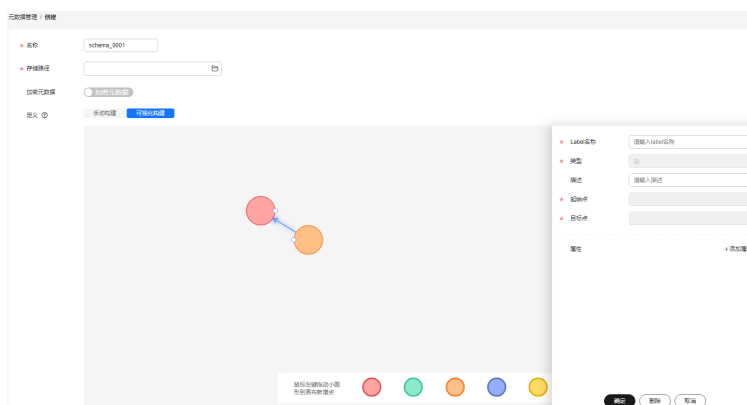 元数据管理 / 创建
* 名称 schema_0001
* 存储路径
加密元数据 加密元数据
定义 手动构建 可视化构建
* Label名称 请输入label名称
* 类型 边
描述 请输入描述
* 起始点
* 目标点
属性 +添加属
鼠标左键拖动小圆
形到画布新增点
确定 删除 取消